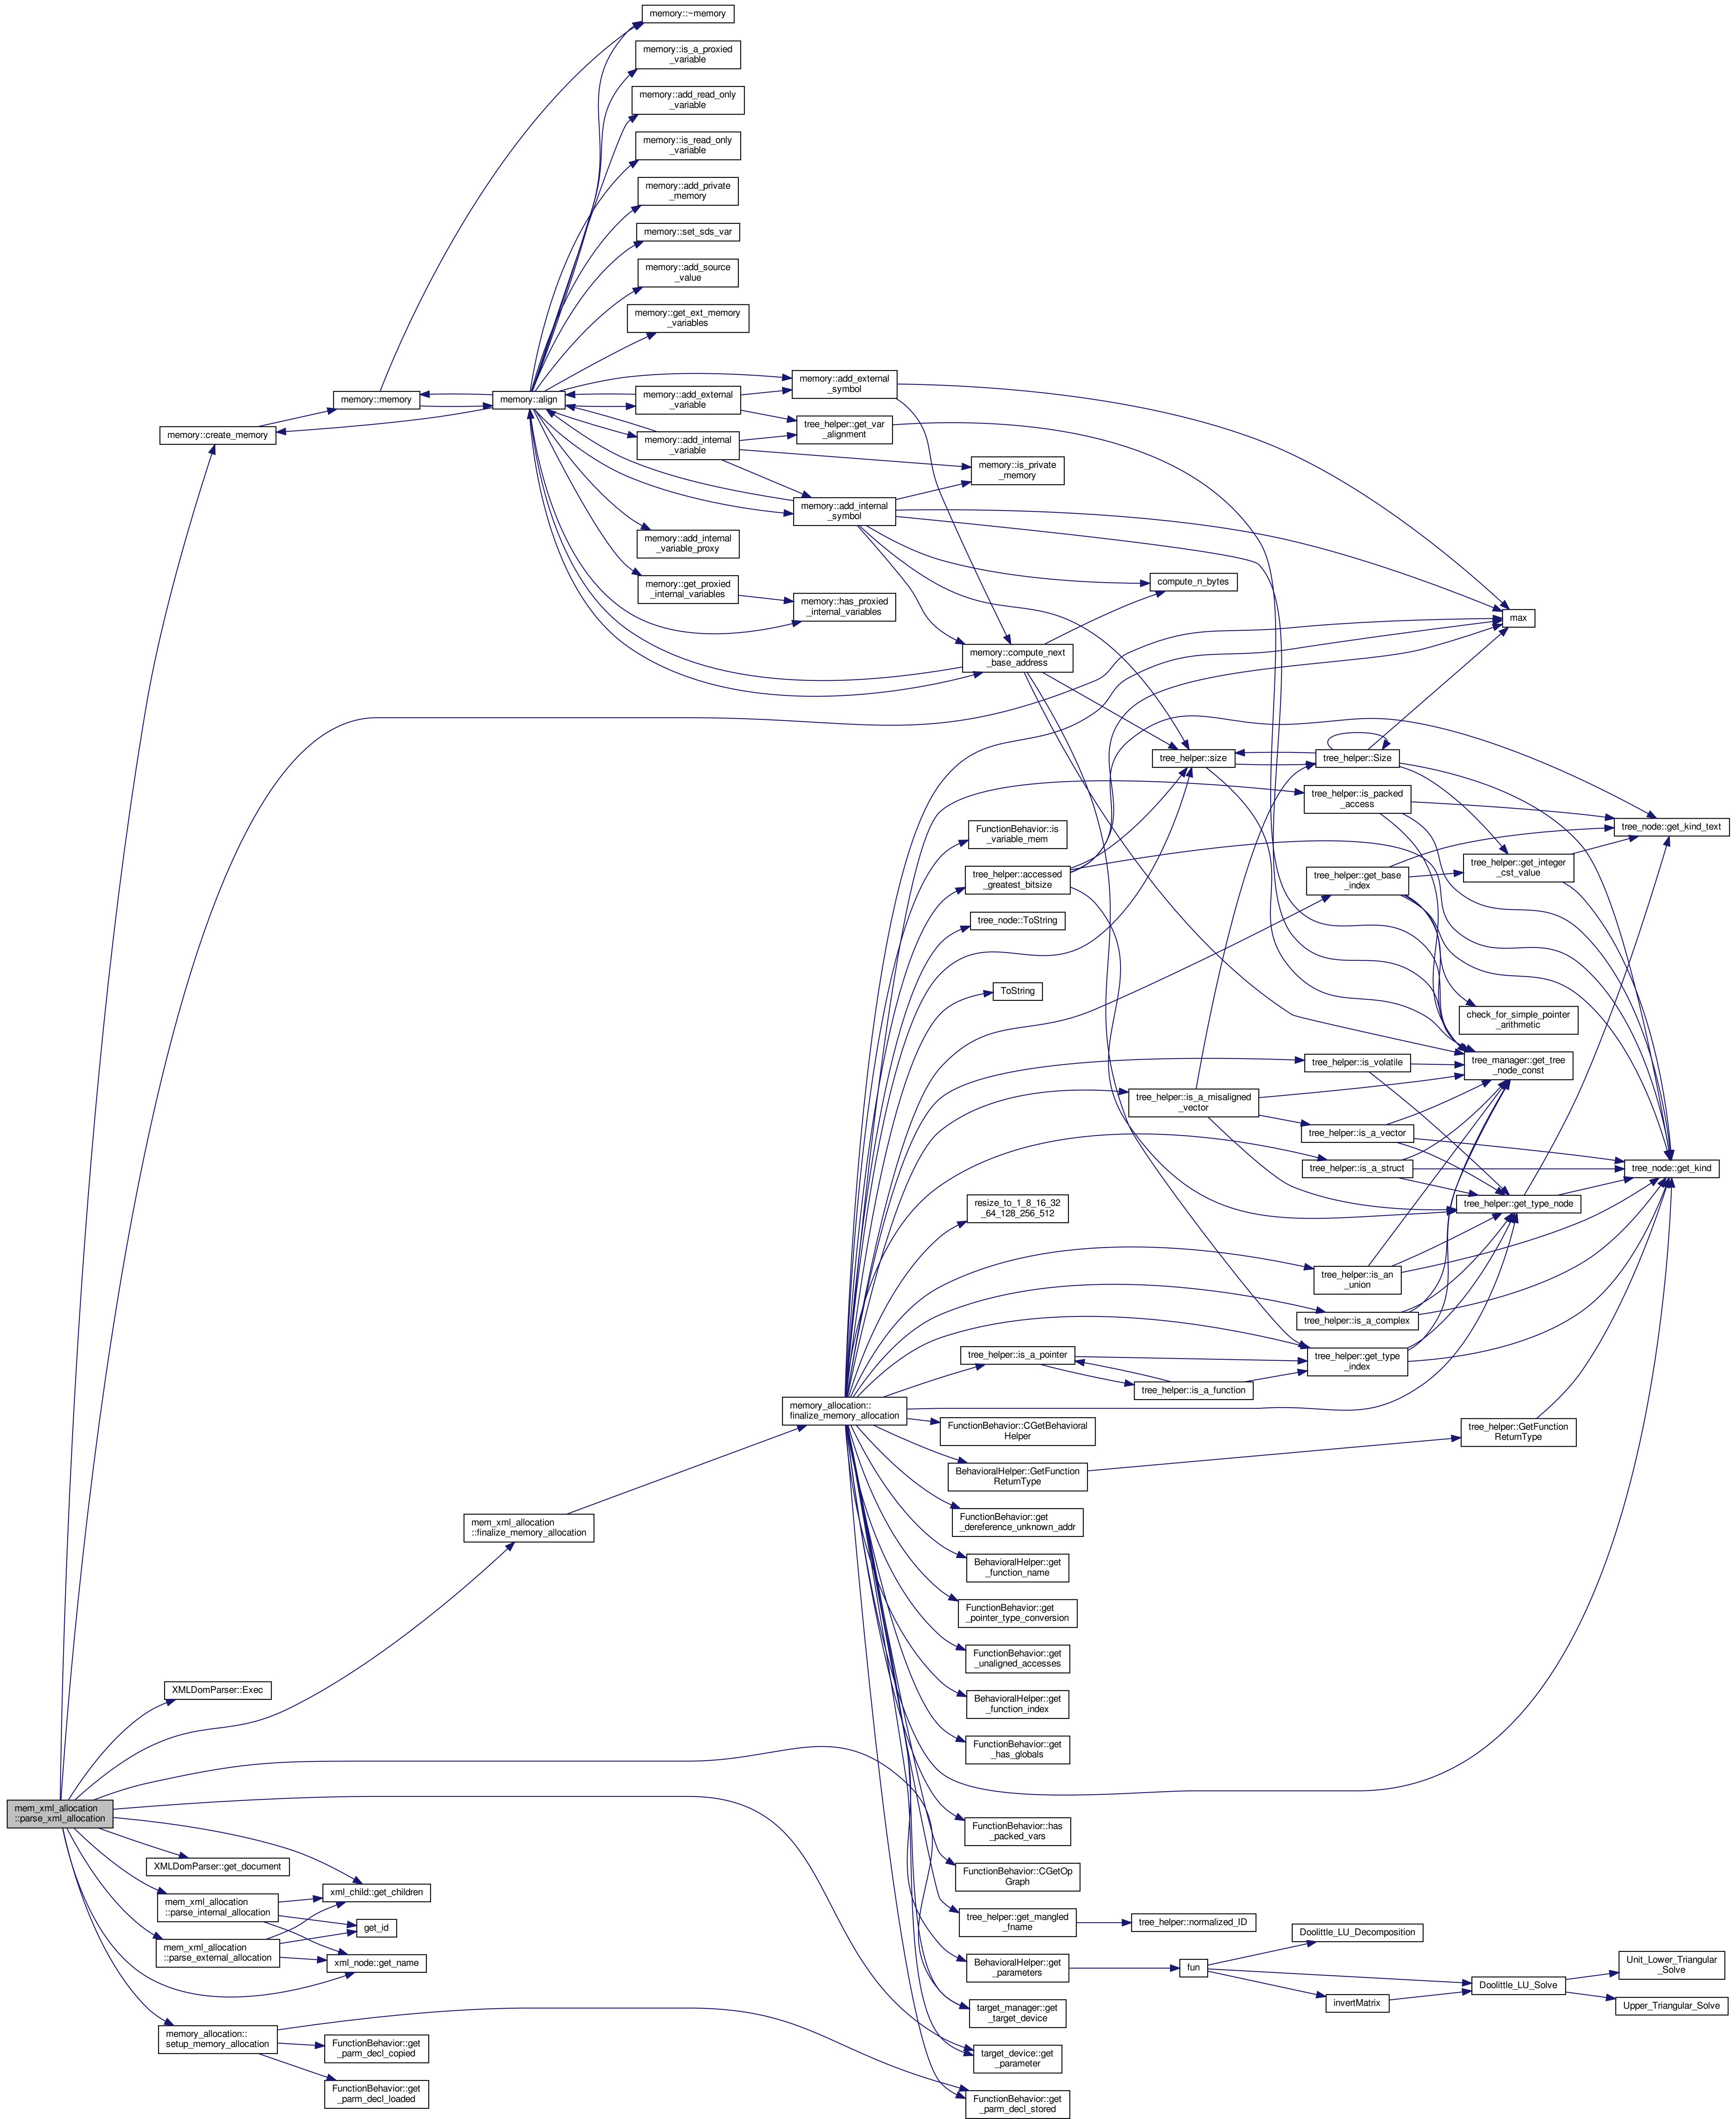 memory::~memory
memory::is_a_proxied
_variable
memory::add_read_only
_variable
memory::is_read_only
_variable
memory::add_private
_memory
memory::set_sds_var
memory::add_source
_value
memory::get_ext_memory
_variables
memory::memory
memory::align
memory::add_external
_variable
memory::add_external
_symbol
memory::create_memory
memory::add_internal
_variable
tree_helper::get_var
_alignment
memory::is_private
_memory
memory::add_internal
_symbol
memory::add_internal
_variable_proxy
memory::get_proxied
_internal_variables
memory::has_proxied
_internal_variables
compute_n_bytes
max
memory::compute_next
_base_address
tree_helper::size
tree_helper::Size
tree_helper::is_packed
_access
tree_node::get_kind_text
FunctionBehavior::is
_variable_mem
tree_helper::accessed
_greatest_bitsize
tree_helper::get_base
_index
tree_helper::get_integer
_cst_value
tree_node::ToString
ToString
check_for_simple_pointer
_arithmetic
tree_helper::is_volatile
tree_manager::get_tree
_node_const
tree_helper::is_a_misaligned
_vector
tree_helper::is_a_vector
tree_helper::is_a_struct
tree_node::get_kind
resize_to_1_8_16_32
_64_128_256_512
tree_helper::get_type_node
tree_helper::is_an
_union
tree_helper::is_a_complex
tree_helper::is_a_pointer
tree_helper::get_type
_index
tree_helper::is_a_function
memory_allocation::
finalize_memory_allocation
FunctionBehavior::CGetBehavioral
Helper
tree_helper::GetFunction
ReturnType
BehavioralHelper::GetFunction
ReturnType
mem_xml_allocation
::finalize_memory_allocation
FunctionBehavior::get
_dereference_unknown_addr
BehavioralHelper::get
_function_name
FunctionBehavior::get
_pointer_type_conversion
FunctionBehavior::get
_unaligned_accesses
XMLDomParser::Exec
BehavioralHelper::get
_function_index
FunctionBehavior::get
_has_globals
mem_xml_allocation
::parse_xml_allocation
FunctionBehavior::has
_packed_vars
XMLDomParser::get_document
FunctionBehavior::CGetOp
Graph
xml_child::get_children
mem_xml_allocation
::parse_internal_allocation
tree_helper::get_mangled
_fname
tree_helper::normalized_ID
get_id
Doolittle_LU_Decomposition
mem_xml_allocation
::parse_external_allocation
xml_node::get_name
BehavioralHelper::get
_parameters
fun
Unit_Lower_Triangular
_Solve
Doolittle_LU_Solve
invertMatrix
Upper_Triangular_Solve
target_manager::get
_target_device
memory_allocation::
setup_memory_allocation
FunctionBehavior::get
_parm_decl_copied
target_device::get
_parameter
FunctionBehavior::get
_parm_decl_loaded
FunctionBehavior::get
_parm_decl_stored